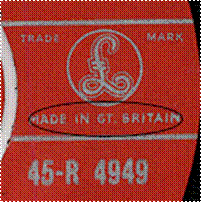 TRADE MARK
£
MADE IN GT. BRITAIN
45-R 4949